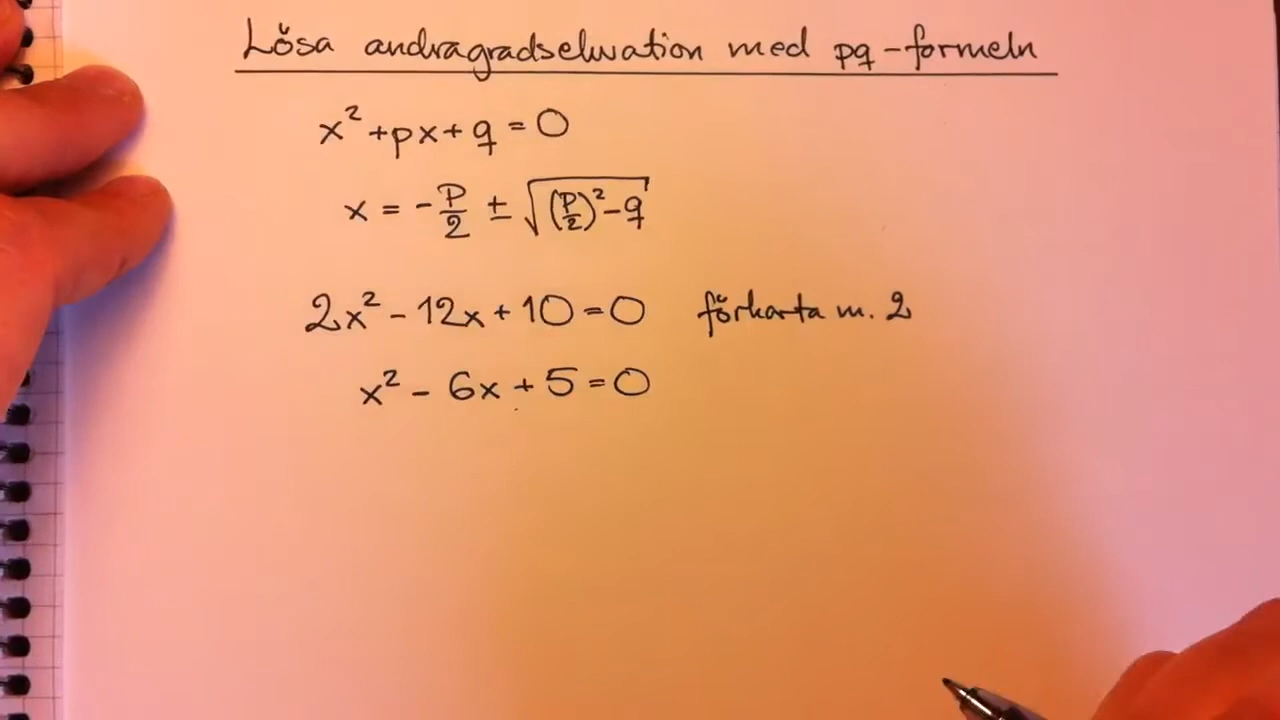 Lösa andragradsekvation med pq-formeln
x² + px + q = 0
x = -p/2 ± √((p/2)² - q)
2x² - 12x + 10 = 0 förkorta m. 2
x² - 6x + 5 = 0